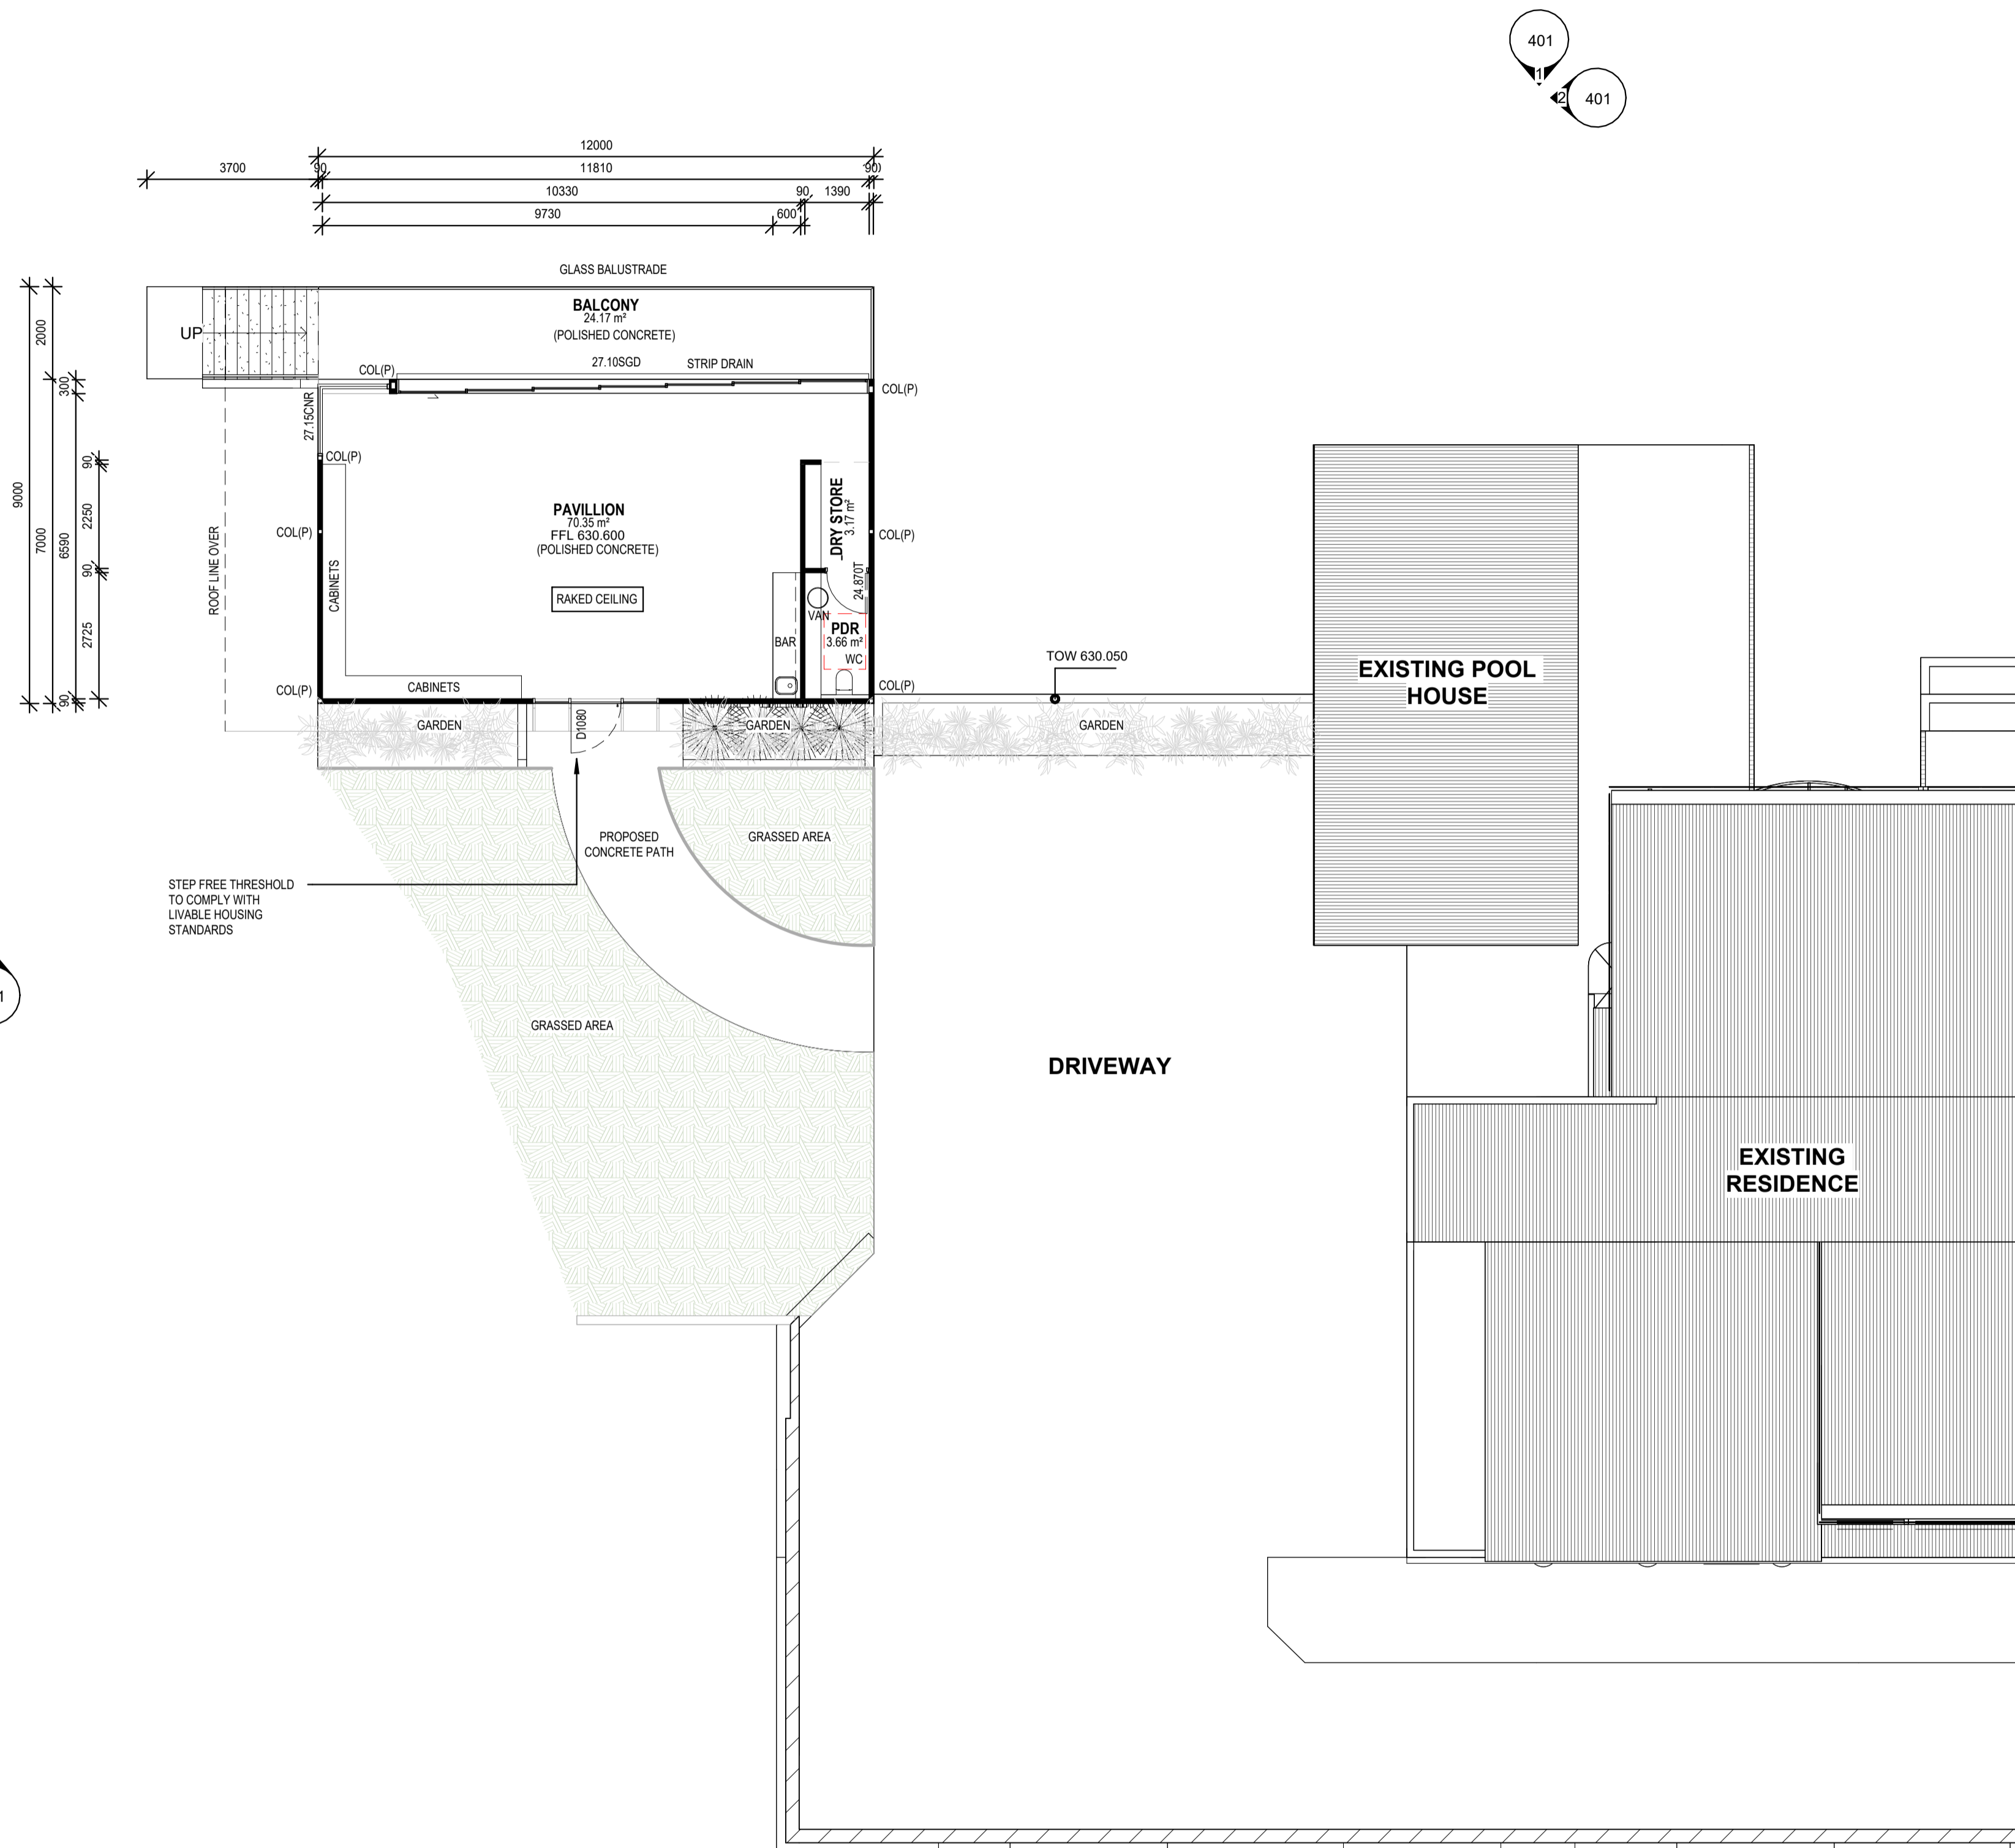 401
1
2
401
12000
3700
90
11810
90
10330
90
1390
9730
600
GLASS BALUSTRADE
BALCONY
24.17 m²
(POLISHED CONCRETE)
UP
27.10SGD
STRIP DRAIN
COL(P)
COL(P)
27.15CNR
COL(P)
9000
2000
7000
300
6590
90
90
2250
90
2725
ROOF LINE OVER
COL(P)
CABINETS
PAVILLION
70.35 m²
FFL 630.600
(POLISHED CONCRETE)
RAKED CEILING
DRY STORE
3.17 m²
COL(P)
24.870T
VAN
PDR
3.66 m²
WC
BAR
COL(P)
CABINETS
COL(P)
TOW 630.050
EXISTING POOL
HOUSE
GARDEN
D1080
GARDEN
GARDEN
PROPOSED
CONCRETE PATH
GRASSED AREA
STEP FREE THRESHOLD
TO COMPLY WITH
LIVABLE HOUSING
STANDARDS
1
GRASSED AREA
DRIVEWAY
EXISTING
RESIDENCE